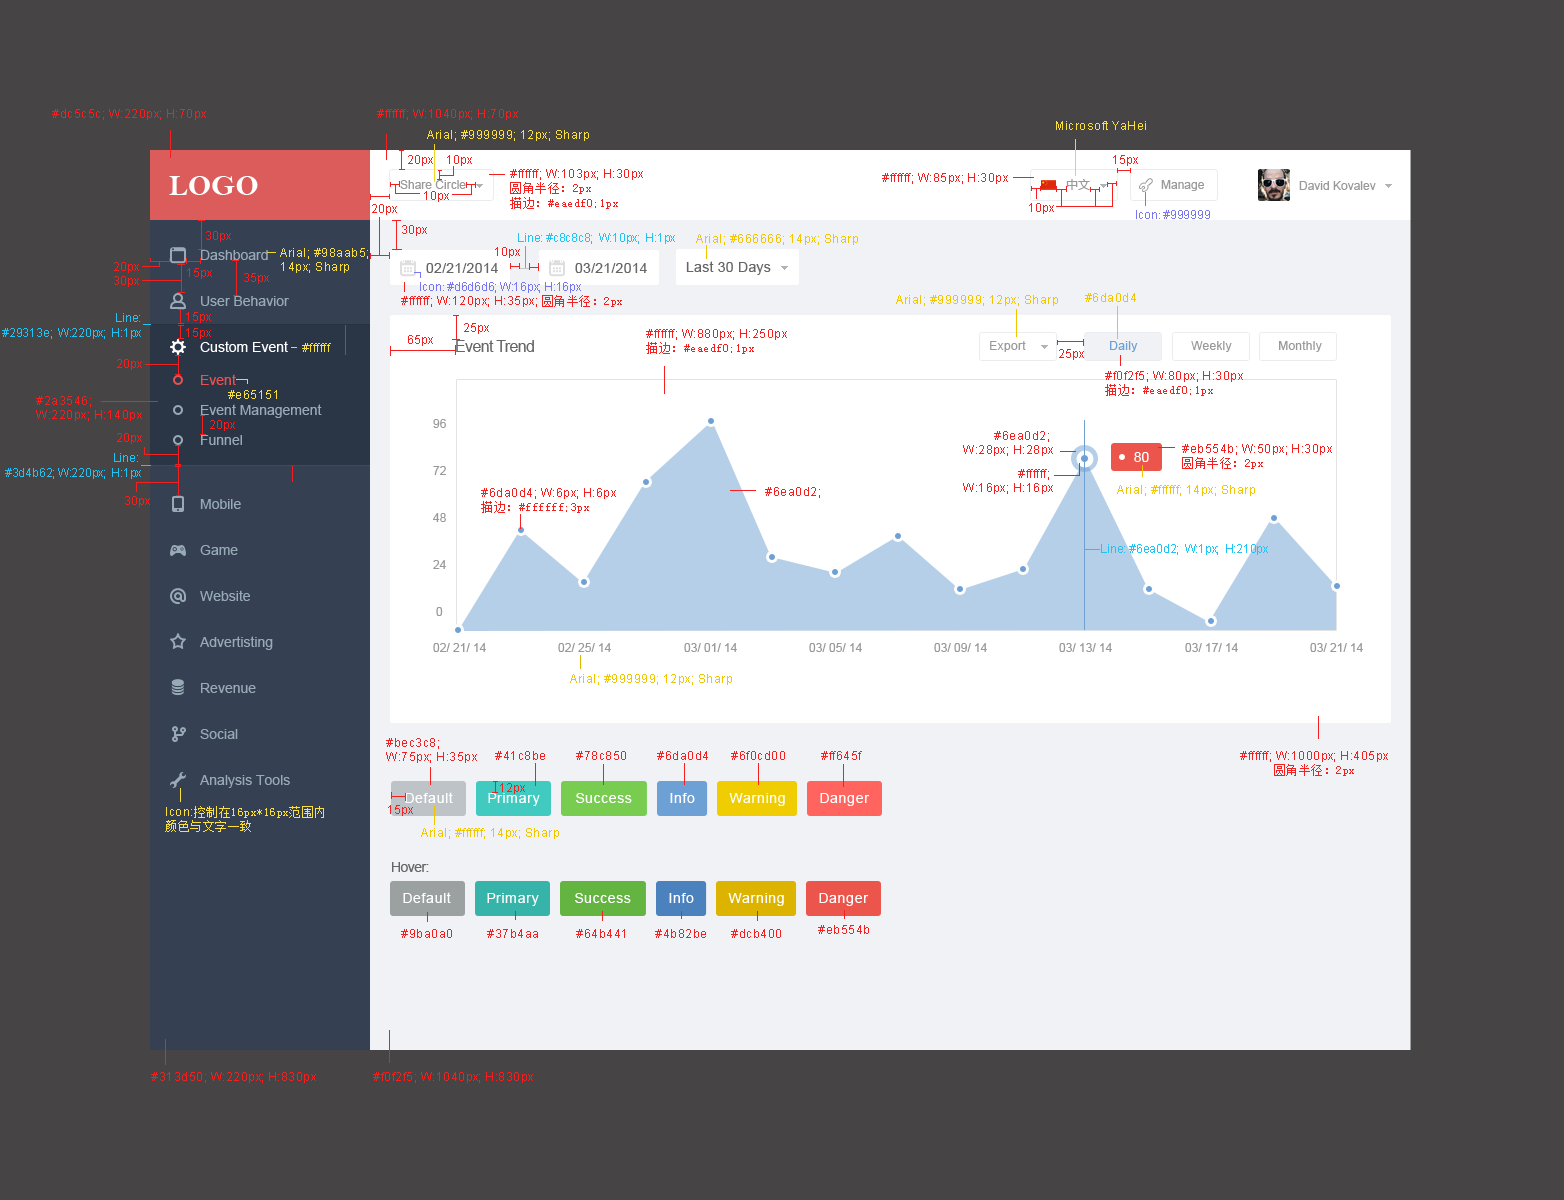 #dc5c5c; W:220px; H:70px
#ffffff; W:1040px; H:70px
Arial; #999999; 12px; Sharp
Microsoft YaHei
LOGO
20px
10px
Share Circle
10px
20px
#ffffff; W:103px; H:30px
圆角半径：2px
描边：#eaedf0; 1px
#ffffff; W:85px; H:30px
中文
10px
15px
Manage
Icon: #999999
David Kovalev
30px
30px
Dashboard
Arial; #98aab5;
14px; Sharp
20px
15px
30px
35px
User Behavior
15px
Line:
#29313e; W:220px; H:1px
15px
Custom Event
#ffffff
20px
Event
#e65151
#2a3546;
W:220px; H:140px
Event Management
20px
20px
Funnel
Line:
#3d4b62; W:220px; H:1px
30px
Mobile
Game
Website
Advertisting
Revenue
Social
Analysis Tools
Icon:控制在16px*16px范围内
颜色与文字一致
Line: #c8c8c8; W:10px; H:1px
Arial; #666666; 14px; Sharp
10px
02/21/2014
03/21/2014
Last 30 Days
Icon: #d6d6d6; W:16px; H:16px
#ffffff; W:120px; H:35px; 圆角半径：2px
Arial; #999999; 12px; Sharp
#6da0d4
25px
65px
Event Trend
#ffffff; W:880px; H:250px
描边：#eaedf0; 1px
Export
25px
Daily
Weekly
Monthly
#f0f2f5; W:80px; H:30px
描边：#eaedf0; 1px
96
72
48
24
0
#6da0d4; W:6px; H:6px
描边：#ffffff; 3px
#6ea0d2;
#6ea0d2;
W:28px; H:28px
#ffffff;
W:16px; H:16px
80
#eb554b; W:50px; H:30px
圆角半径：2px
Arial; #ffffff; 14px; Sharp
Line: #6ea0d2; W:1px; H:210px
02/ 21/ 14
02/ 25/ 14
03/ 01/ 14
03/ 05/ 14
03/ 09/ 14
03/ 13/ 14
03/ 17/ 14
03/ 21/ 14
Arial; #999999; 12px; Sharp
#ffffff; W:1000px; H:405px
圆角半径：2px
#bec3c8;
W:75px; H:35px
#41c8be
#78c850
#6da0d4
#6f0cd00
#ff645f
12px
15px
Default
Primary
Success
Info
Warning
Danger
Arial; #ffffff; 14px; Sharp
Hover:
Default
Primary
Success
Info
Warning
Danger
#9ba0a0
#37b4aa
#64b441
#4b82be
#dcb400
#eb554b
#313d50; W:220px; H:830px
#f0f2f5; W:1040px; H:830px